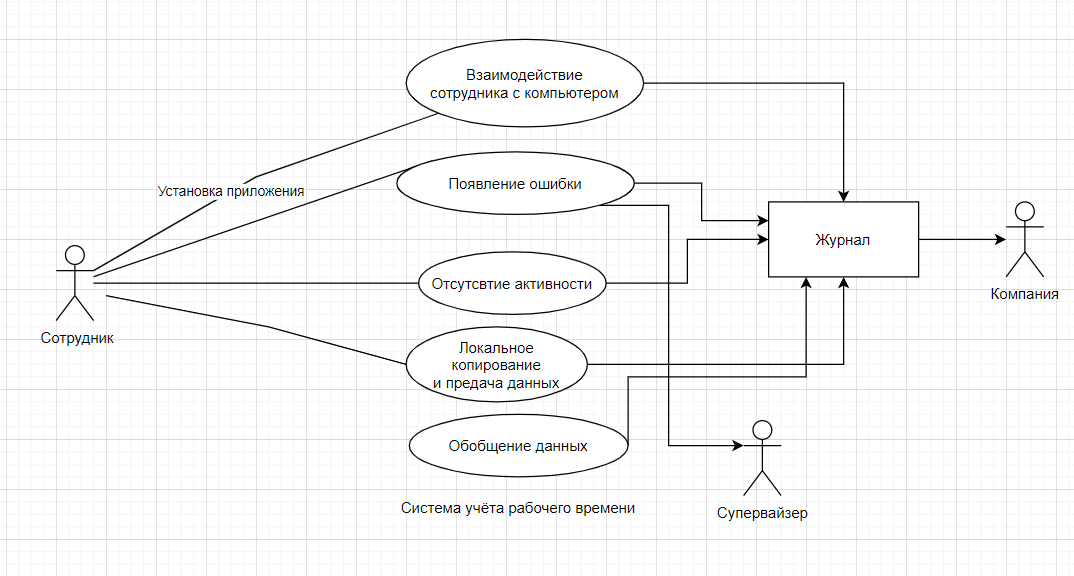 Взаимодействие
сотрудника с компьютером
Появление ошибки
Установка приложения
Журнал
Отсутсвтие активности
Компания
Сотрудник
Локальное
копирование
и предача данных
Обобщение данных
Система учёта рабочего времени
Супервайзер